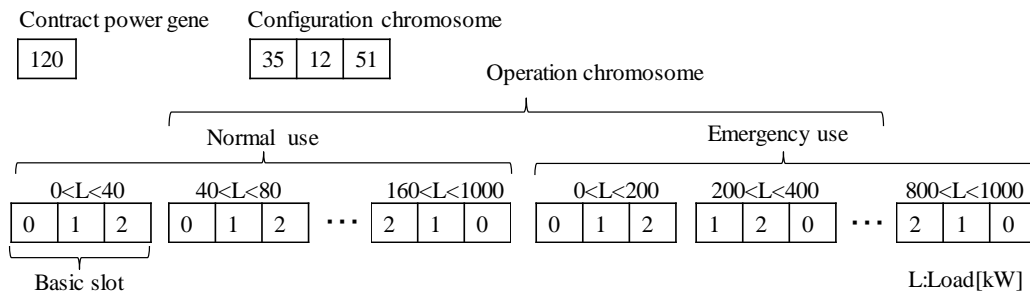 Contract power gene Configuration chromosome
120 35 12 51
Operation chromosome
Normal use Emergency use
0<L<40 40<L<80 160<L<1000 0<L<200 200<L<400 800<L<1000
0 1 2 0 1 2 ... 2 1 0 0 1 2 1 2 0 ... 2 1 0
Basic slot L:Load[kW]